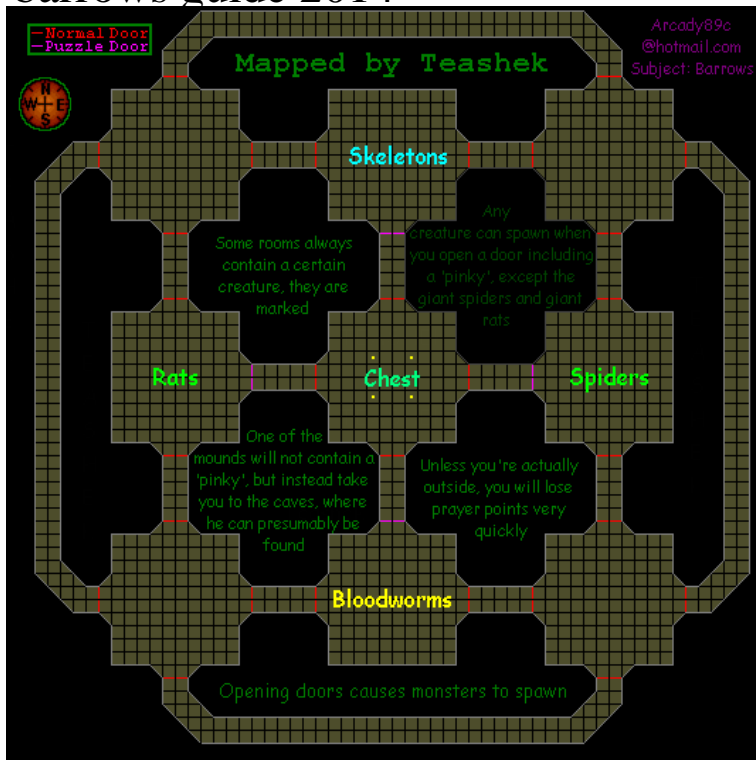 barrows guide 2014
—Normal Door
—Puzzle Door
Arcady89c
@hotmail.com
Subject: Barrows
Mapped by Teashek
N
W E
S
Skeletons
Some rooms always
contain a certain
creature, they are
marked
Any
creature can spawn when
you open a door including
a 'pinky', except the
giant spiders and giant
rats
Rats
Chest
Spiders
One of the
mounds will not contain a
'pinky', but instead take
you to the caves, where
he can presumably be
found
Unless you're actually
outside, you will lose
prayer points very
quickly
Bloodworms
Opening doors causes monsters to spawn